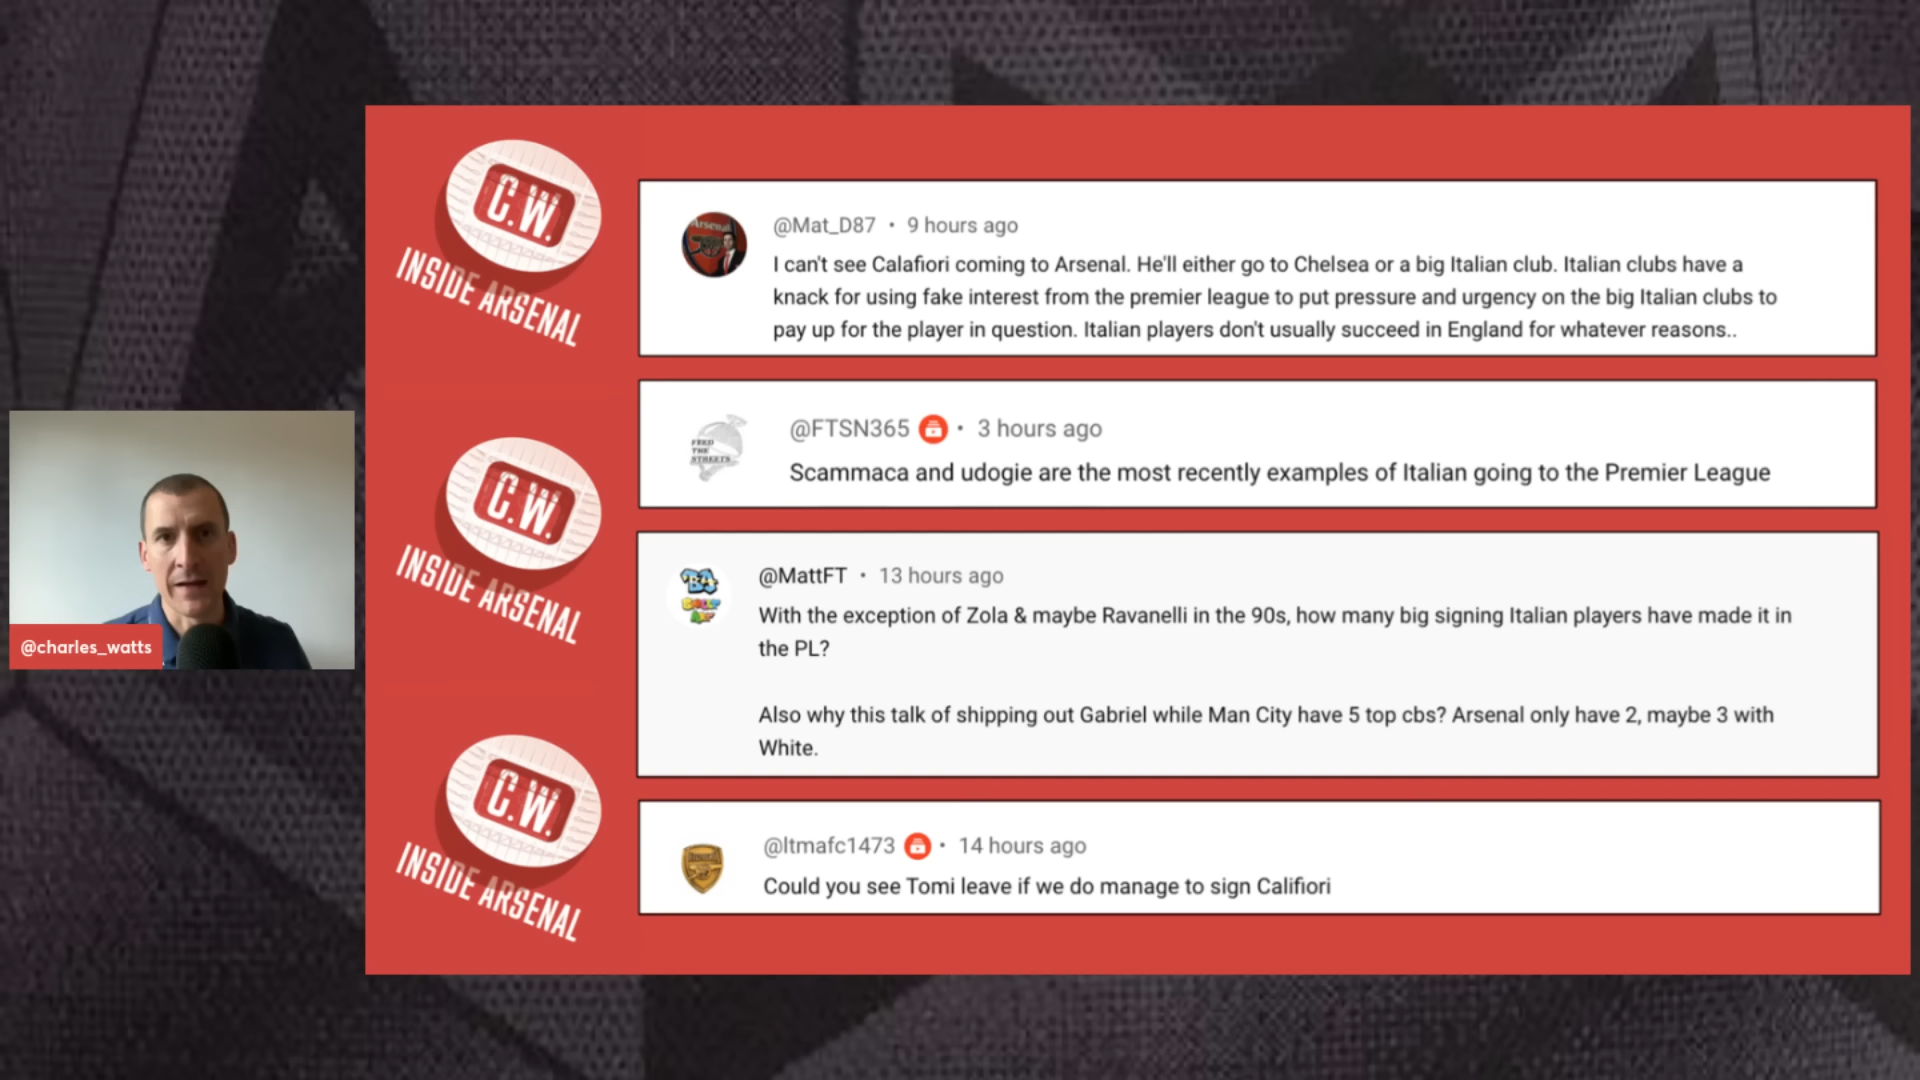 C.W.
INSIDE ARSENAL
@Mat_D87 • 9 hours ago
I can't see Calafiori coming to Arsenal. He'll either go to Chelsea or a big Italian club. Italian clubs have a
knack for using fake interest from the premier league to put pressure and urgency on the big Italian clubs to
pay up for the player in question. Italian players don't usually succeed in England for whatever reasons..
Arsenal
@FTSN365 • 3 hours ago
FEED
THE
STREETS
Scammaca and udogie are the most recently examples of Italian going to the Premier League
C.W.
INSIDE ARSENAL
@MattFT • 13 hours ago
With the exception of Zola & maybe Ravanelli in the 90s, how many big signing Italian players have made it in
the PL?
Also why this talk of shipping out Gabriel while Man City have 5 top cbs? Arsenal only have 2, maybe 3 with
White.
@charles_watts
C.W.
INSIDE ARSENAL
@ltmafc1473 • 14 hours ago
Could you see Tomi leave if we do manage to sign Califiori